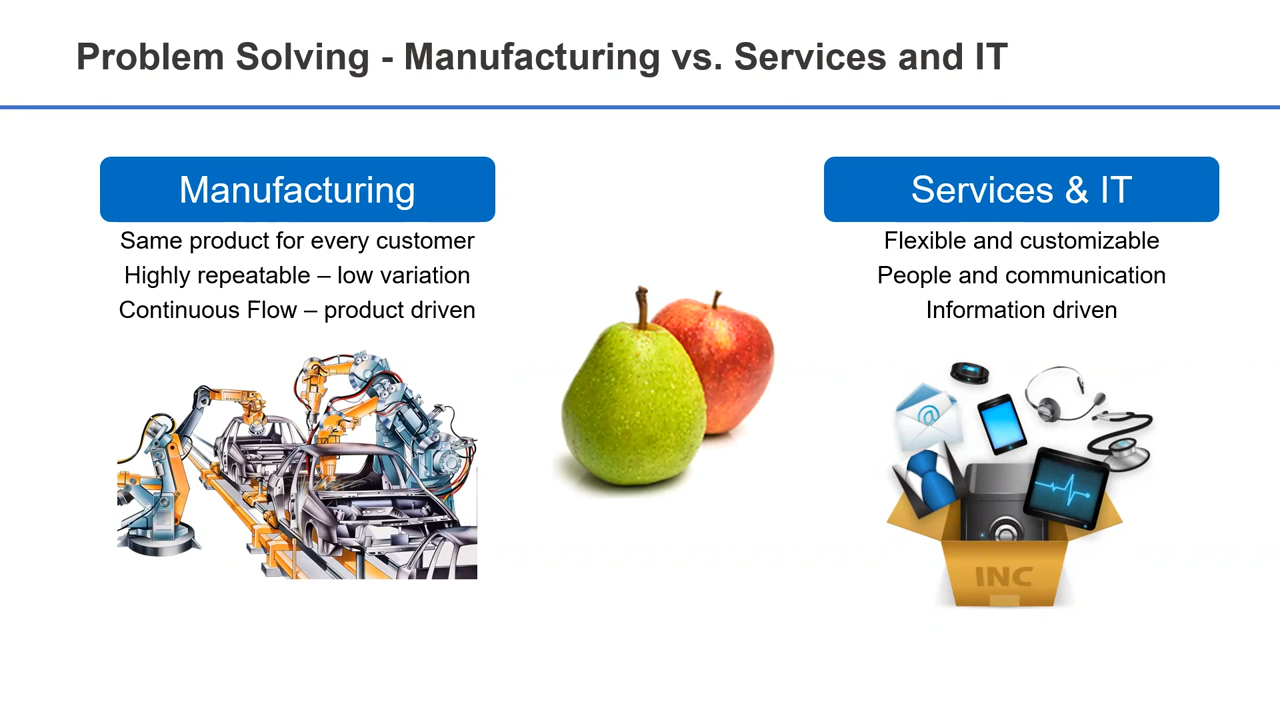 Problem Solving - Manufacturing vs. Services and IT
Manufacturing
Same product for every customer
Highly repeatable – low variation
Continuous Flow – product driven
Services & IT
Flexible and customizable
People and communication
Information driven
@
INC